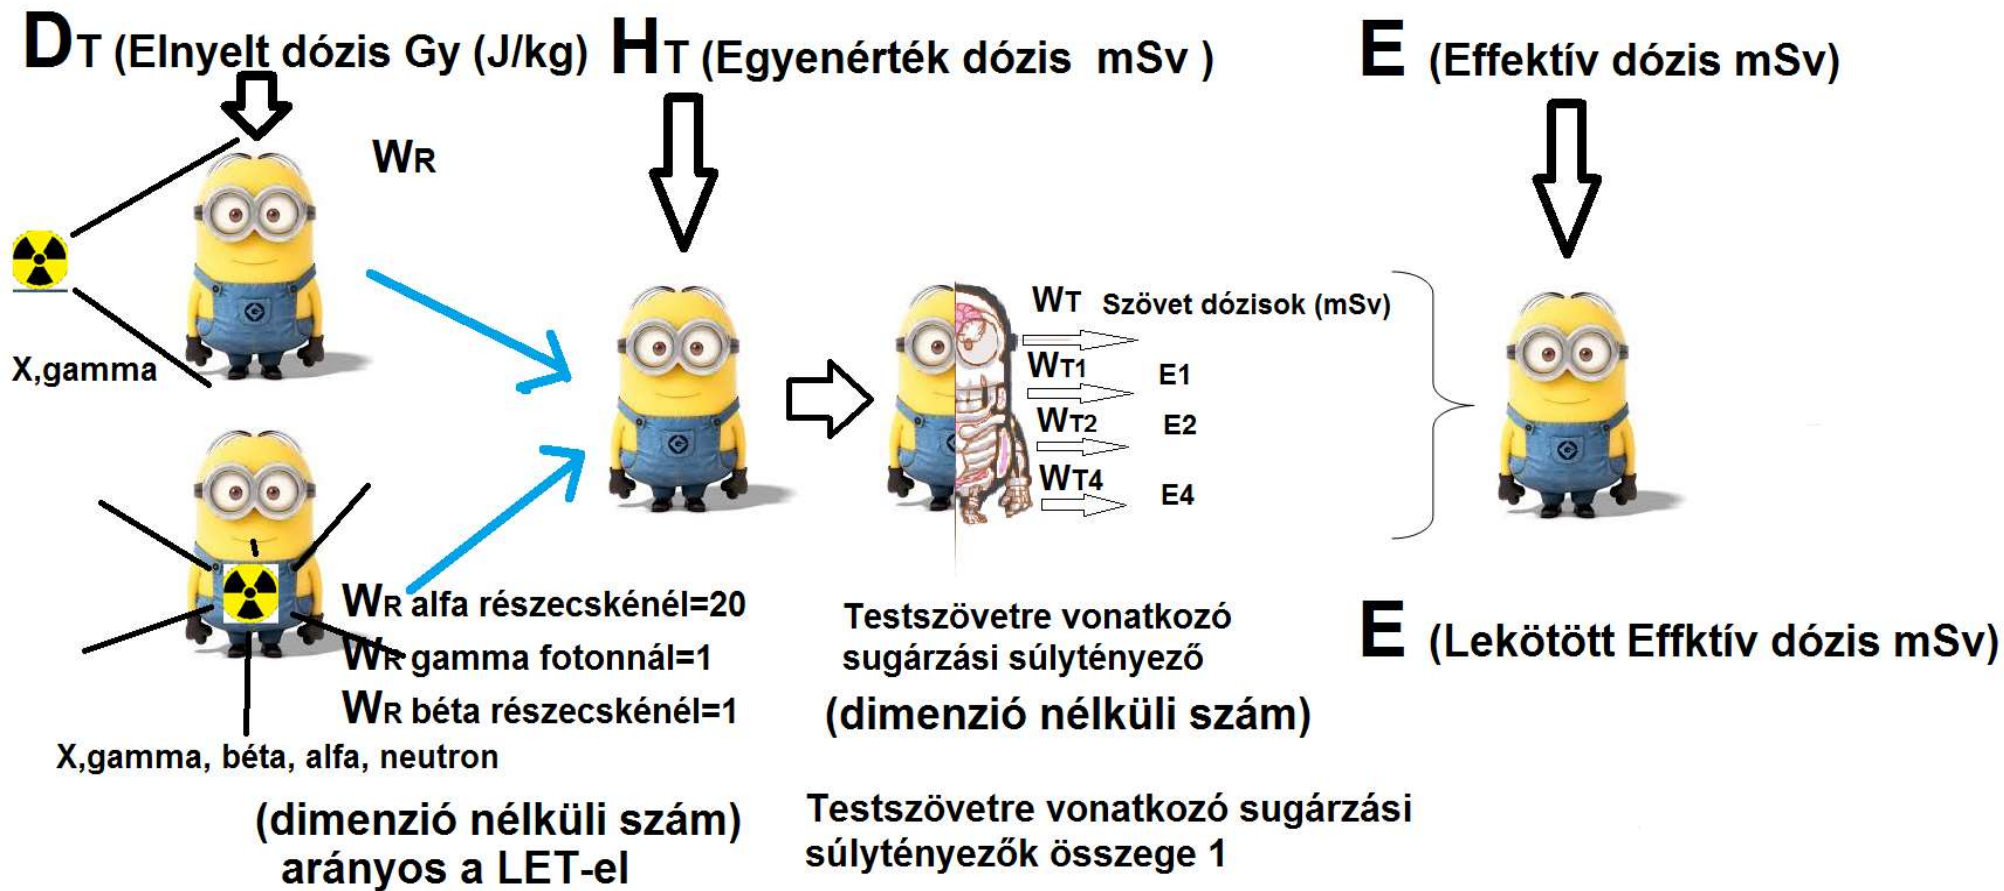 DT (Elnyelt dózis Gy (J/kg)
HT (Egyenérték dózis mSv )
E (Effektív dózis mSv)
WR
X,gamma
WT Szövet dózisok (mSv)
WT1 E1
WT2 E2
WT4 E4
WR alfa részecskénél=20
WR gamma fotonnál=1
WR béta részecskénél=1
X,gamma, béta, alfa, neutron
(dimenzió nélküli szám)
arányos a LET-el
Testszövetre vonatkozó
sugárzási súlytényező
(dimenzió nélküli szám)
Testszövetre vonatkozó sugárzási
súlytényezők összege 1
E (Lekötött Effktív dózis mSv)